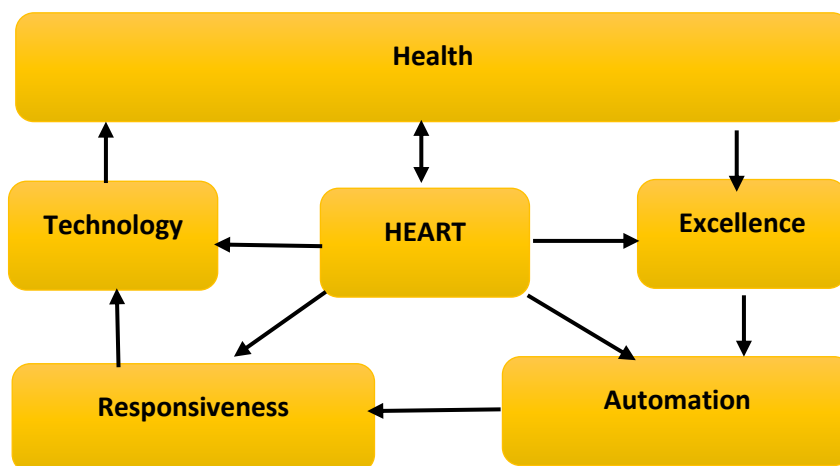 Health
Technology
HEART
Excellence
Responsiveness
Automation